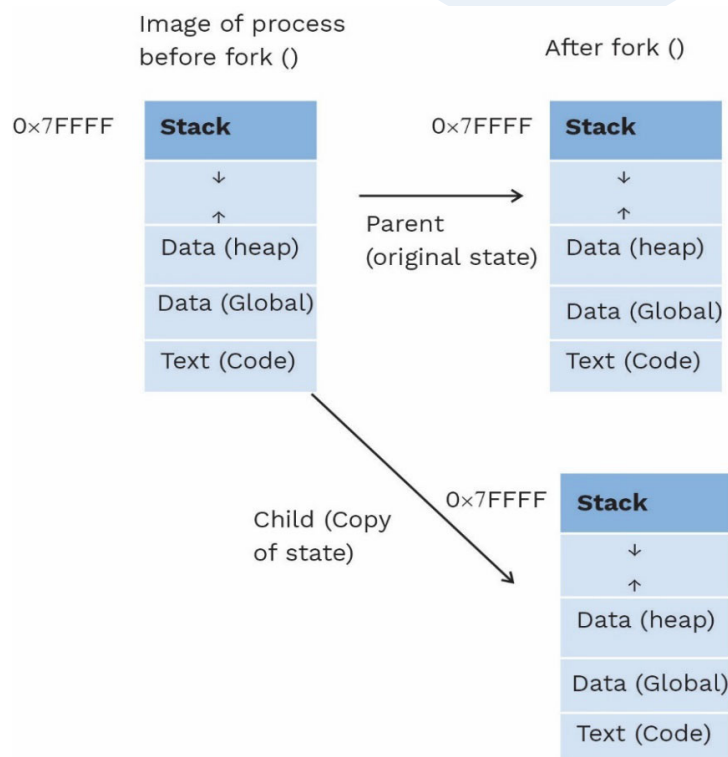 Image of process
before fork ()
After fork ()
0×7FFFF
Stack
↓
↑
Data (heap)
Data (Global)
Text (Code)
Parent
(original state)
0×7FFFF
Stack
↓
↑
Data (heap)
Data (Global)
Text (Code)
Child (Copy
of state)
0×7FFFF
Stack
↓
↑
Data (heap)
Data (Global)
Text (Code)